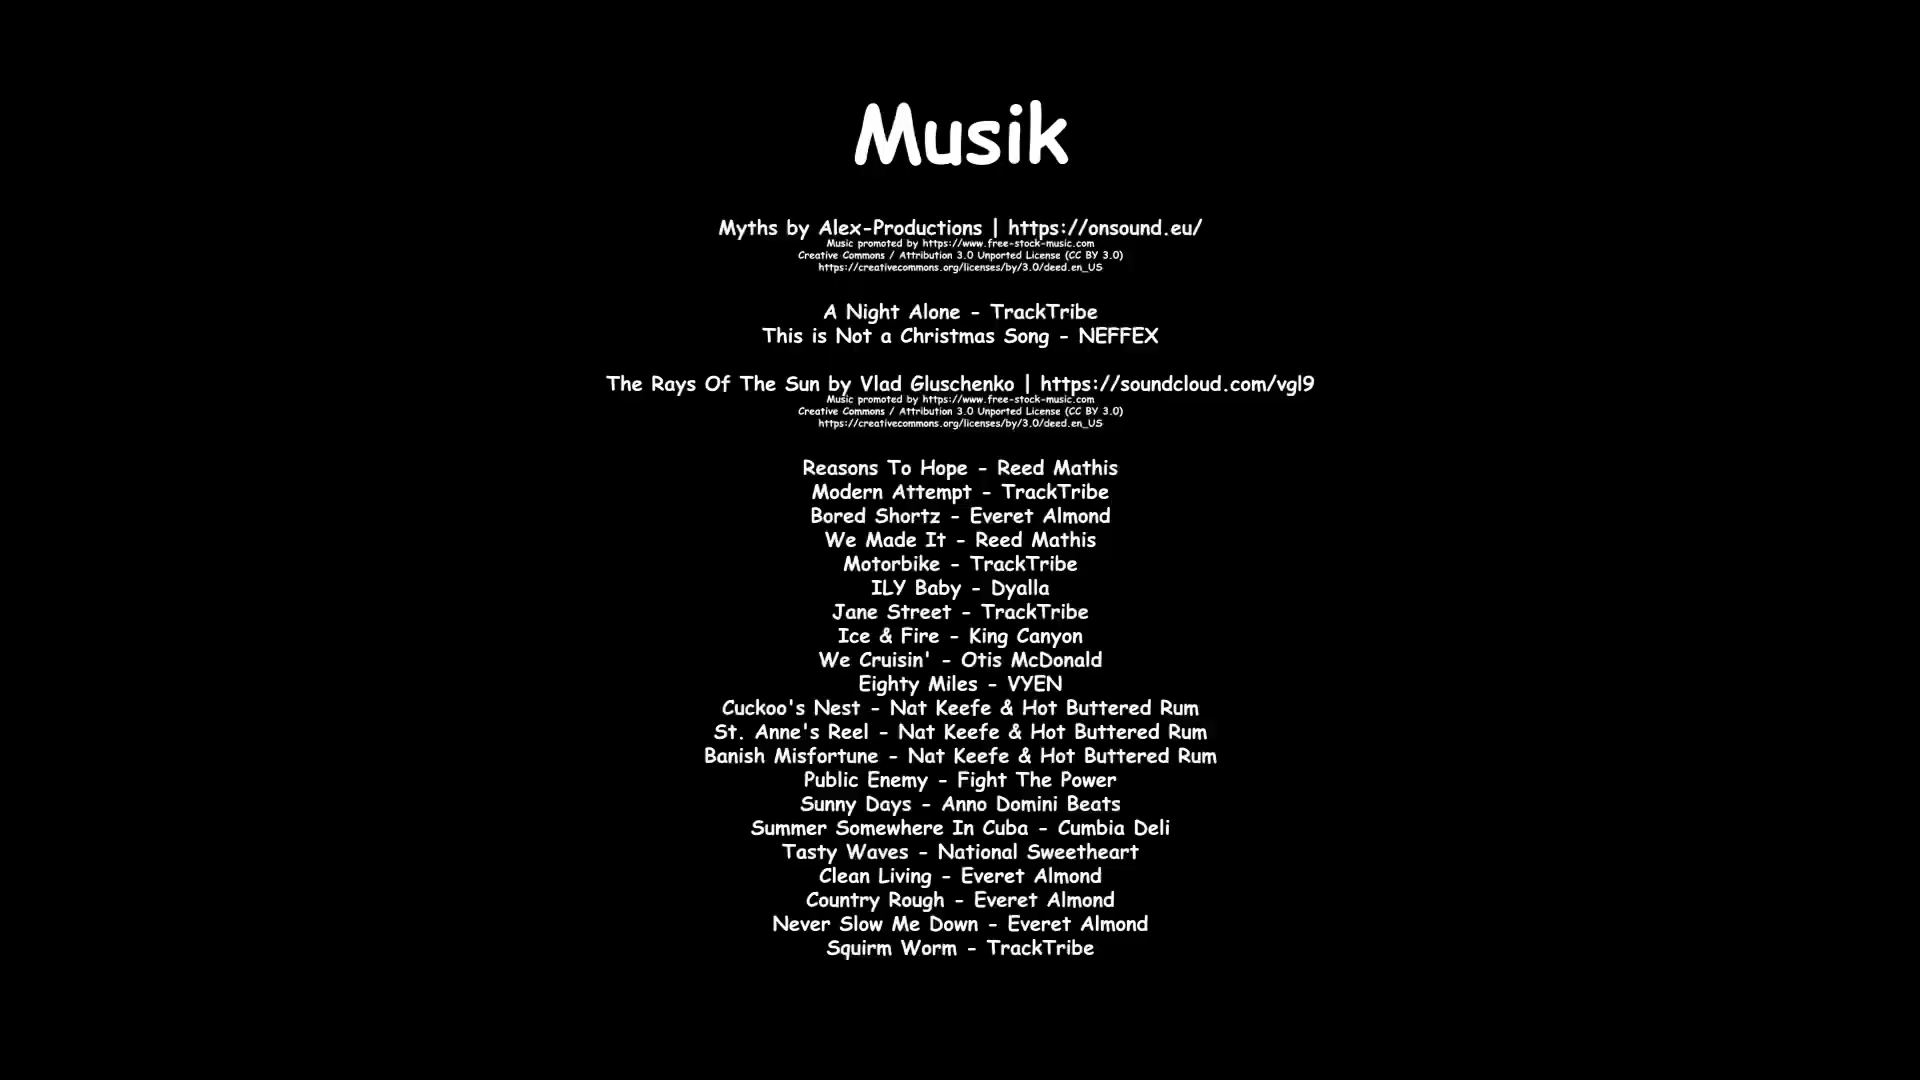 Musik
Myths by Alex-Productions | https://onsound.eu/
Music promoted by https://www.free-stock-music.com
Creative Commons / Attribution 3.0 Unported License (CC BY 3.0)
https://creativecommons.org/licenses/by/3.0/deed.en_US
A Night Alone - TrackTribe
This is Not a Christmas Song - NEFFEX
The Rays Of The Sun by Vlad Gluschenko | https://soundcloud.com/vgl9
Music promoted by https://www.free-stock-music.com
Creative Commons / Attribution 3.0 Unported License (CC BY 3.0)
https://creativecommons.org/licenses/by/3.0/deed.en_US
Reasons To Hope - Reed Mathis
Modern Attempt - TrackTribe
Bored Shortz - Everet Almond
We Made It - Reed Mathis
Motorbike - TrackTribe
ILY Baby - Dyalla
Jane Street - TrackTribe
Ice & Fire - King Canyon
We Cruisin' - Otis McDonald
Eighty Miles - VYEN
Cuckoo's Nest - Nat Keefe & Hot Buttered Rum
St. Anne's Reel - Nat Keefe & Hot Buttered Rum
Banish Misfortune - Nat Keefe & Hot Buttered Rum
Public Enemy - Fight The Power
Sunny Days - Anno Domini Beats
Summer Somewhere In Cuba - Cumbia Deli
Tasty Waves - National Sweetheart
Clean Living - Everet Almond
Country Rough - Everet Almond
Never Slow Me Down - Everet Almond
Squirm Worm - TrackTribe